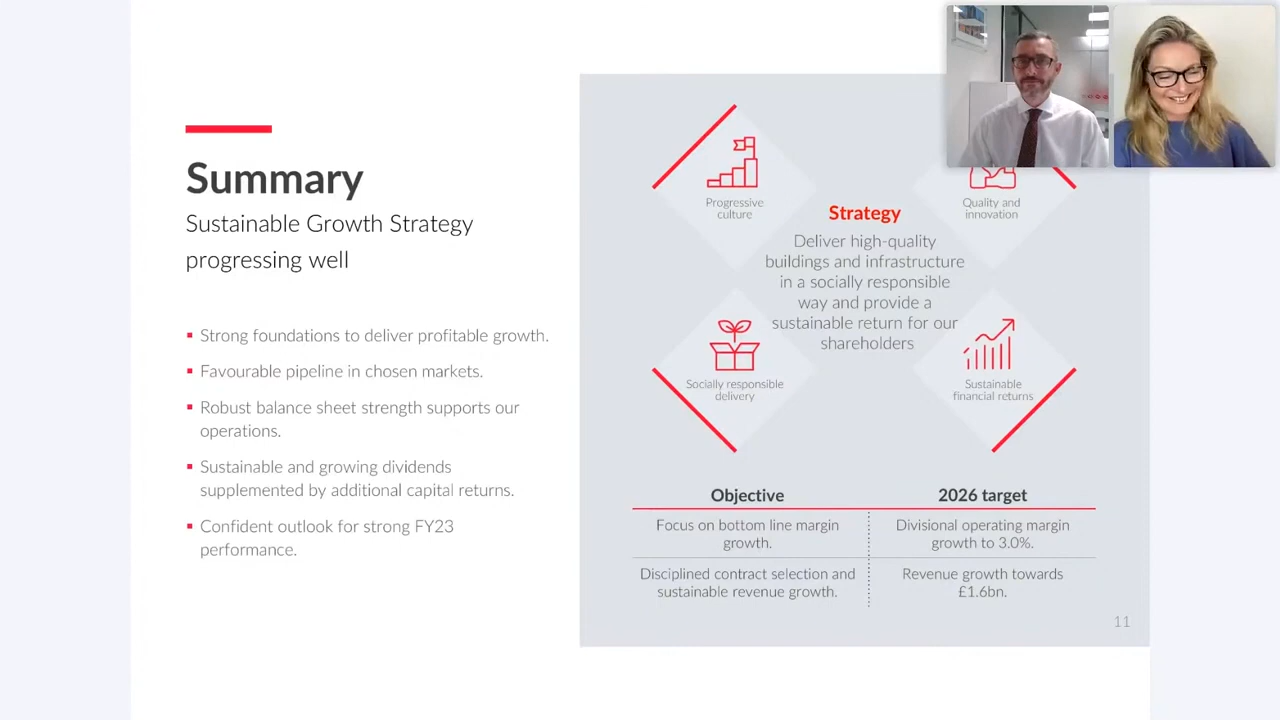 Summary
Sustainable Growth Strategy
progressing well
Strong foundations to deliver profitable growth.
Favourable pipeline in chosen markets.
Robust balance sheet strength supports our
operations.
Sustainable and growing dividends
supplemented by additional capital returns.
Confident outlook for strong FY23
performance.
Progressive
culture
Quality and
innovation
Strategy
Deliver high-quality
buildings and infrastructure
in a socially responsible
way and provide a
sustainable return for our
shareholders
Socially responsible
delivery
Sustainable
financial returns
Objective
2026 target
Focus on bottom line margin
growth.
Divisional operating margin
growth to 3.0%.
Disciplined contract selection and
sustainable revenue growth.
Revenue growth towards
£1.6bn.
11